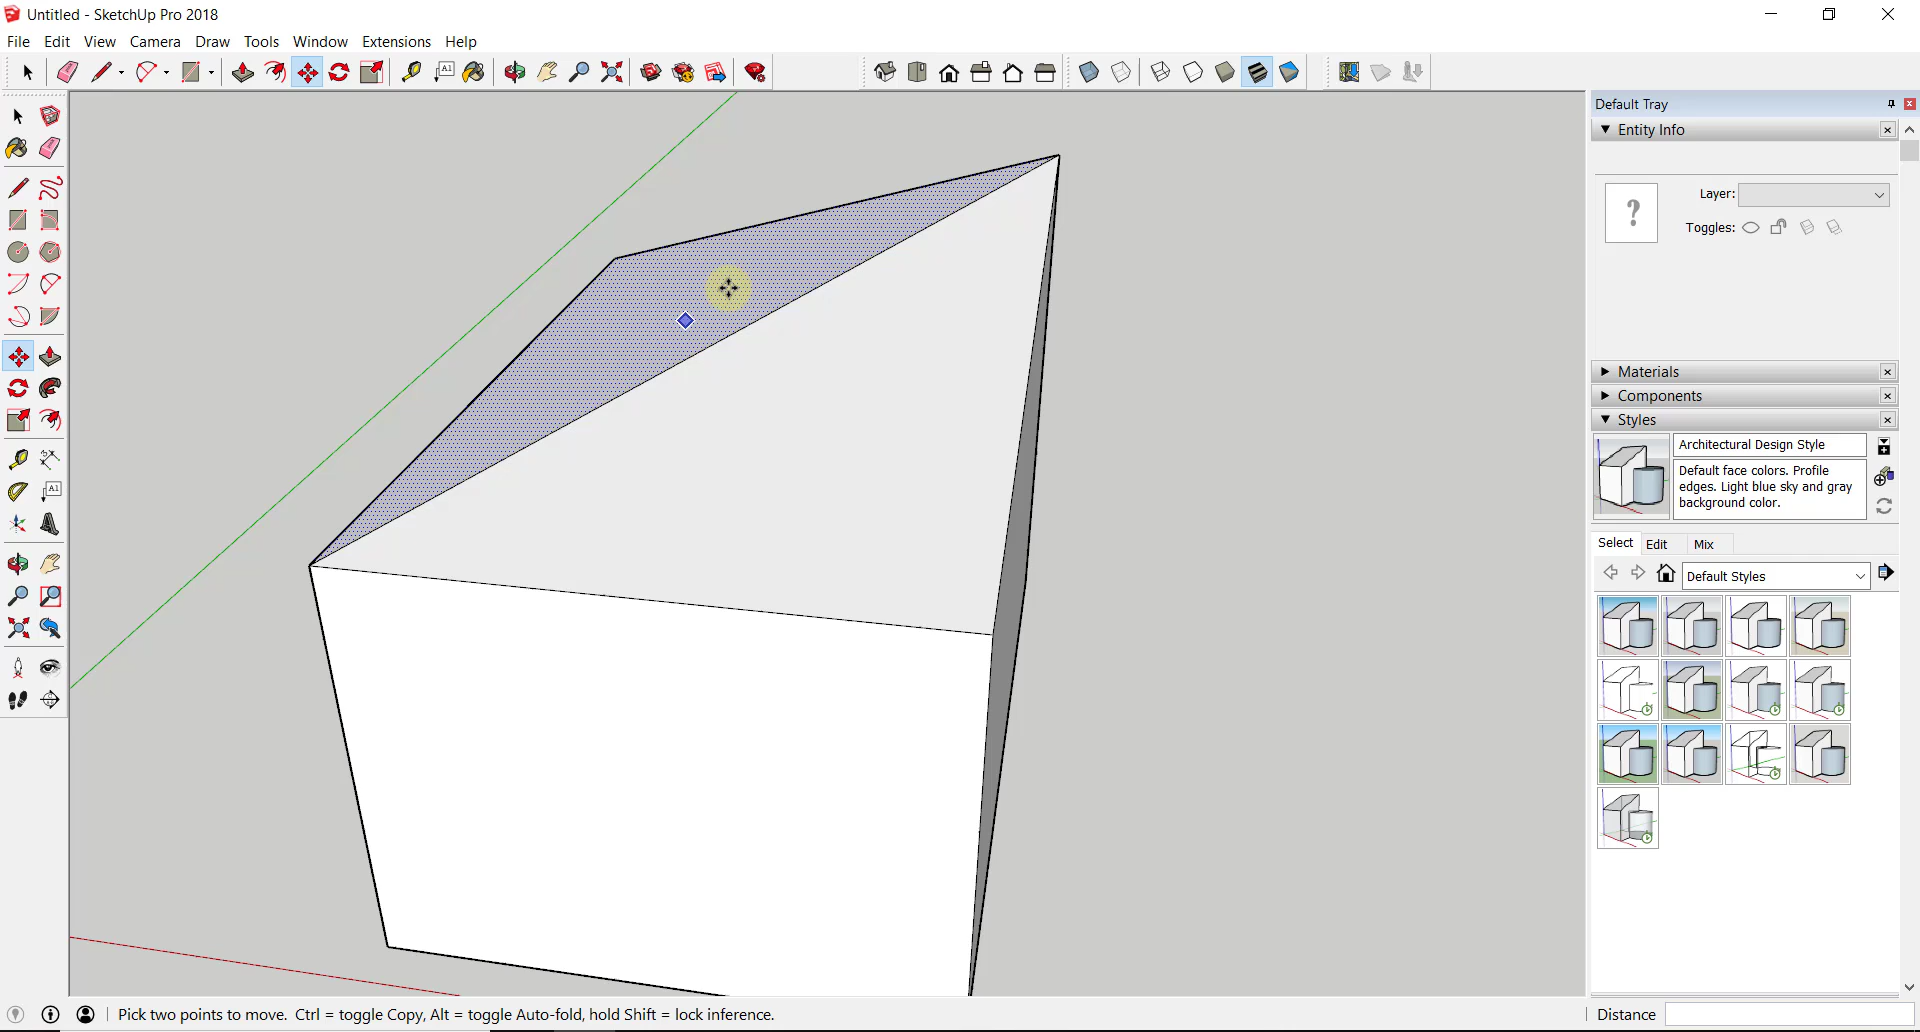 Untitled - SketchUp Pro 2018
File Edit View Camera Draw Tools Window Extensions Help
A1
Default Tray
Entity Info
?
Layer:
Toggles:
Materials
Components
Styles
Architectural Design Style
Default face colors. Profile
edges. Light blue sky and gray
background color.
Select Edit Mix
Default Styles
A1
Pick two points to move. Ctrl = toggle Copy, Alt = toggle Auto-fold, hold Shift = lock inference.
Distance